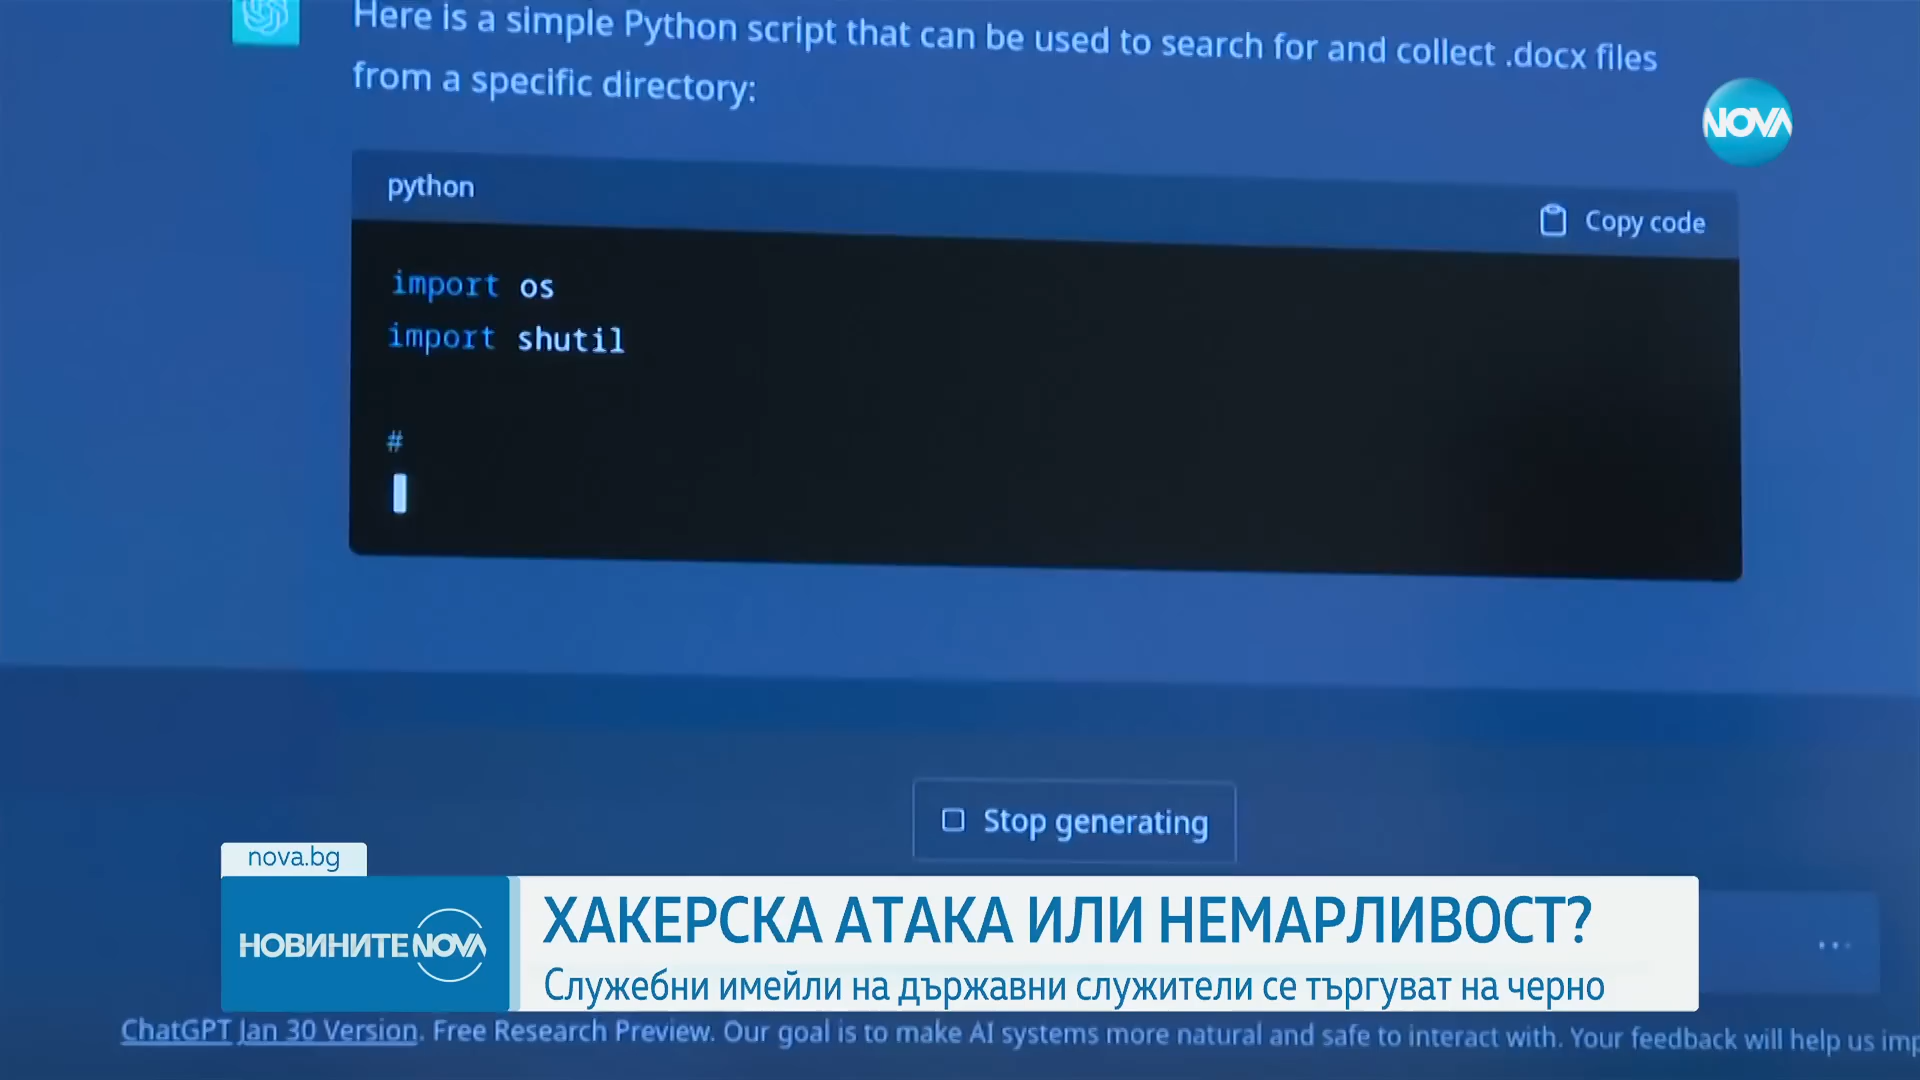 Here is a simple Python script that can be used to search for and collect .docx files
from a specific directory:
NOVA
python
Copy code
import os
import shutil
#
Stop generating
nova.bg
НОВИНИТЕ NOVA
ХАКЕРСКА АТАКА ИЛИ НЕМАРЛИВОСТ?
Служебни имейли на държавни служители се търгуват на черно
ChatGPT Jan 30 Version. Free Research Preview. Our goal is to make AI systems more natural and safe to interact with. Your feedback will help us imp